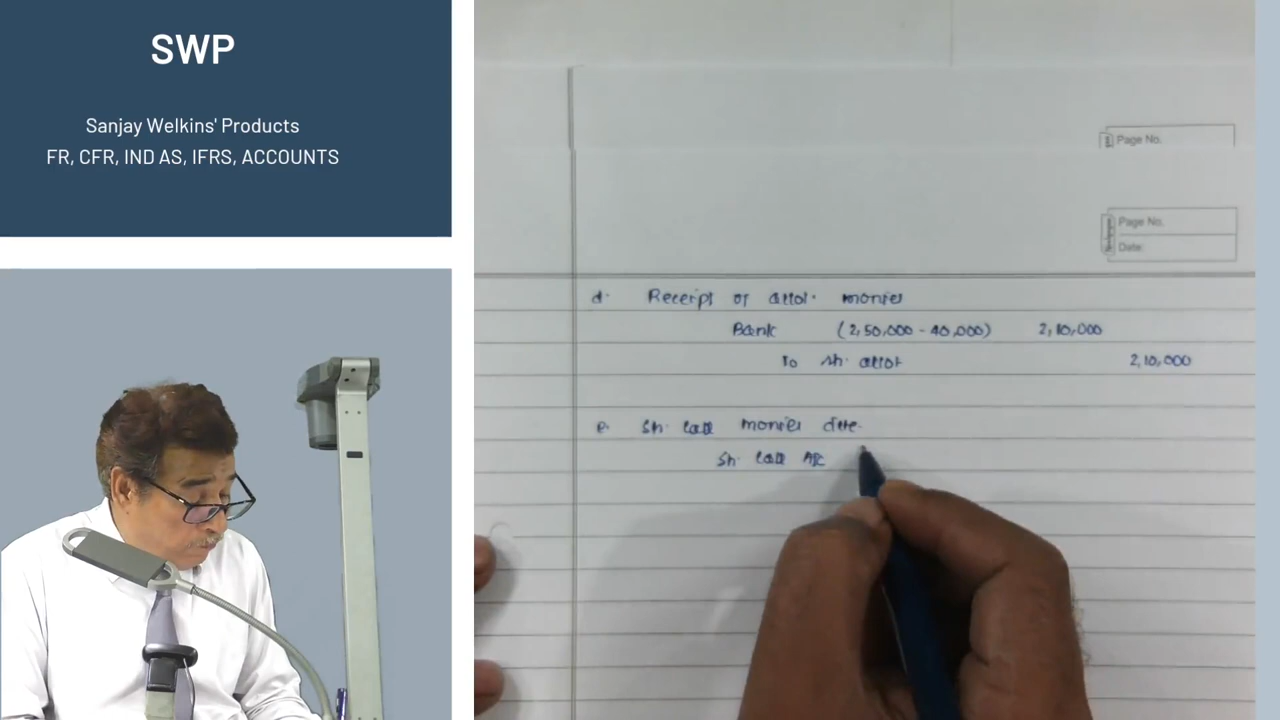 SWP
Sanjay Welkins' Products
FR, CFR, IND AS, IFRS, ACCOUNTS
Page No.
Page No.
Date:
d. Receipt of allot. monies
Bank (2,50,000 - 40,000) 2,10,000
To sh. allot 2,10,000
e. Sh. call monies due.
Sh. call A/c